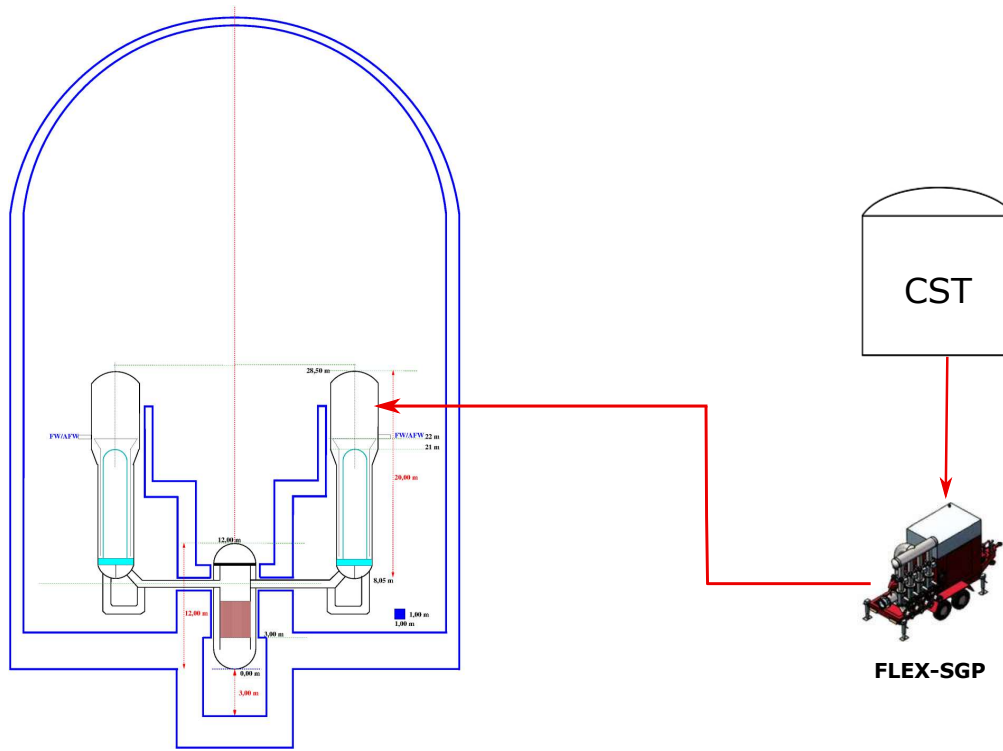 28,50 m
CST
FW/AFW
FW/AFW
22 m
21 m
20,00 m
12,00 m
8,05 m
12,00 m
1,00 m
1,00 m
3,00 m
0,00 m
3,00 m
FLEX-SGP